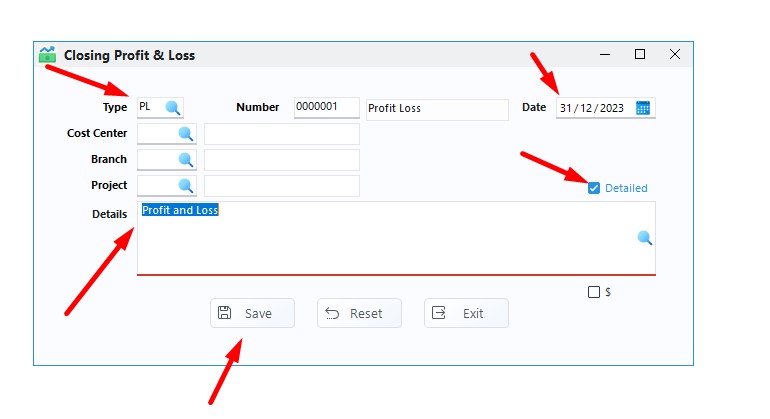 Closing Profit & Loss
Type PL Number 0000001 Profit Loss Date 31/12/2023
Cost Center
Branch
Project
Detailed
Details Profit and Loss
$
Save Reset Exit